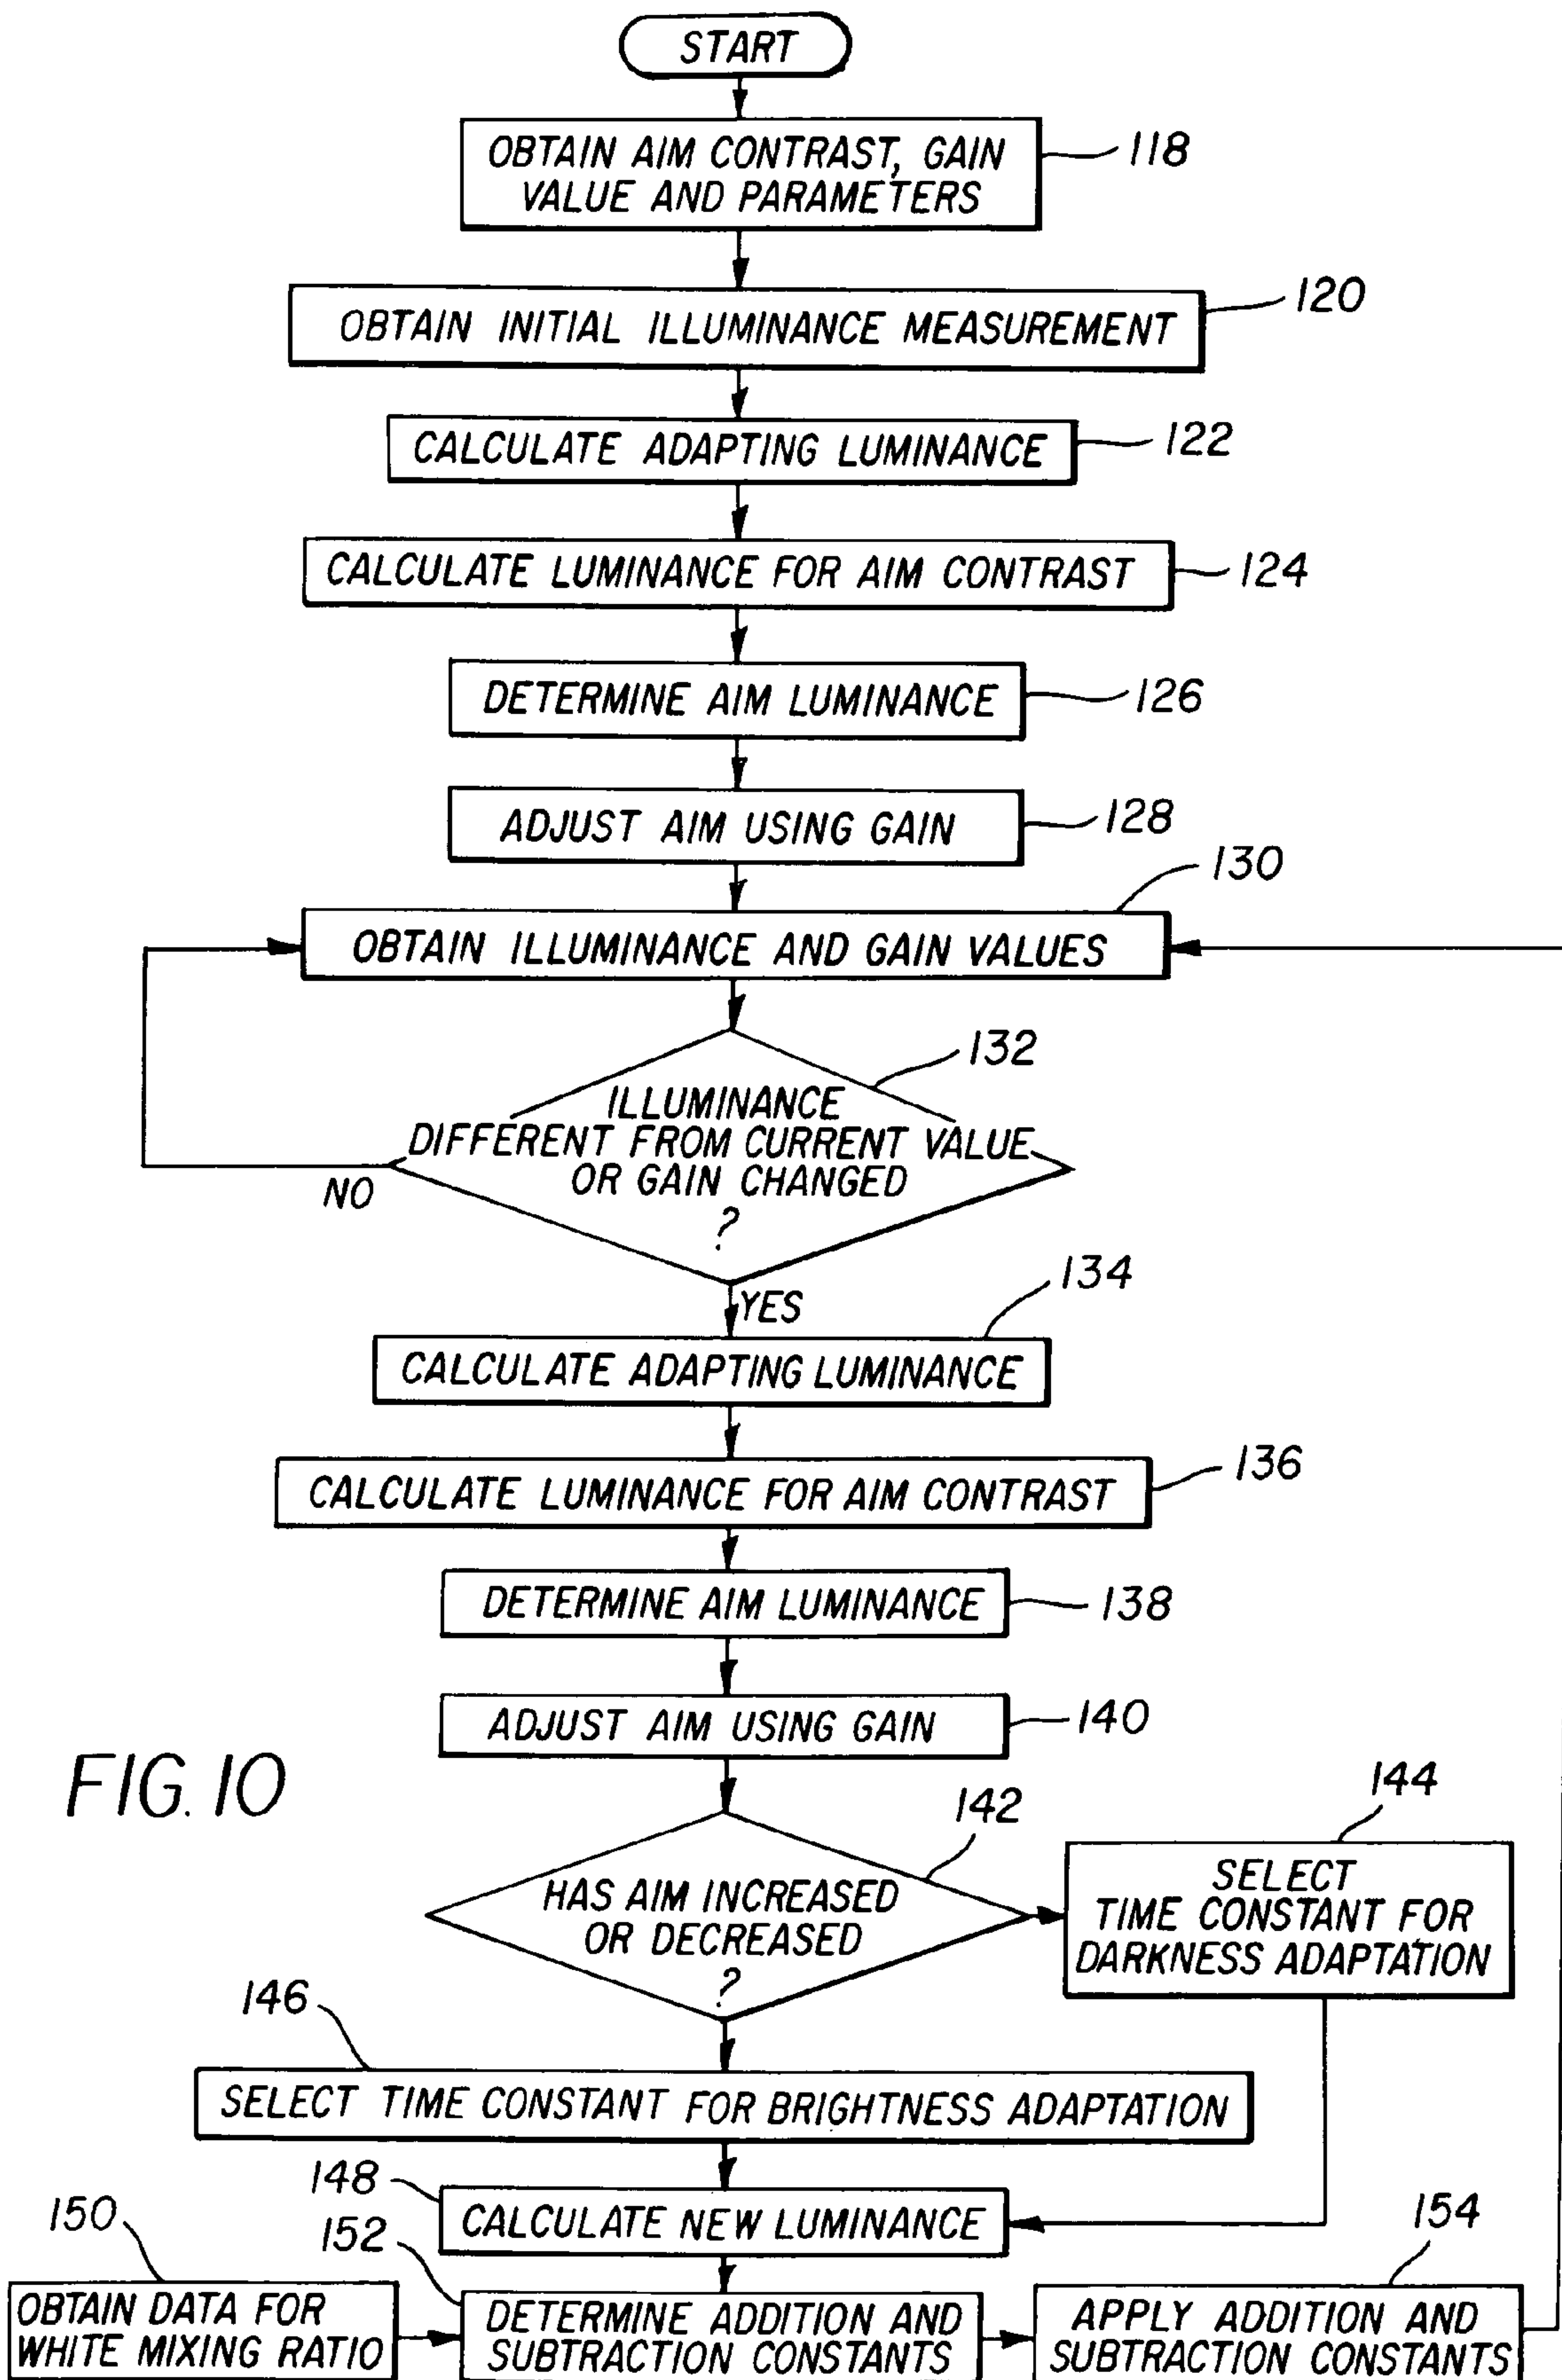 START
OBTAIN AIM CONTRAST, GAIN
VALUE AND PARAMETERS
118
OBTAIN INITIAL ILLUMINANCE MEASUREMENT
120
CALCULATE ADAPTING LUMINANCE
122
CALCULATE LUMINANCE FOR AIM CONTRAST
124
DETERMINE AIM LUMINANCE
126
ADJUST AIM USING GAIN
128
130
OBTAIN ILLUMINANCE AND GAIN VALUES
132
ILLUMINANCE
DIFFERENT FROM CURRENT VALUE
OR GAIN CHANGED
?
NO
YES
134
CALCULATE ADAPTING LUMINANCE
136
CALCULATE LUMINANCE FOR AIM CONTRAST
DETERMINE AIM LUMINANCE
138
ADJUST AIM USING GAIN
140
FIG. 10
142
HAS AIM INCREASED
OR DECREASED
?
144
SELECT
TIME CONSTANT FOR
DARKNESS ADAPTATION
146
SELECT TIME CONSTANT FOR BRIGHTNESS ADAPTATION
148
CALCULATE NEW LUMINANCE
150
OBTAIN DATA FOR
WHITE MIXING RATIO
152
DETERMINE ADDITION AND
SUBTRACTION CONSTANTS
154
APPLY ADDITION AND
SUBTRACTION CONSTANTS